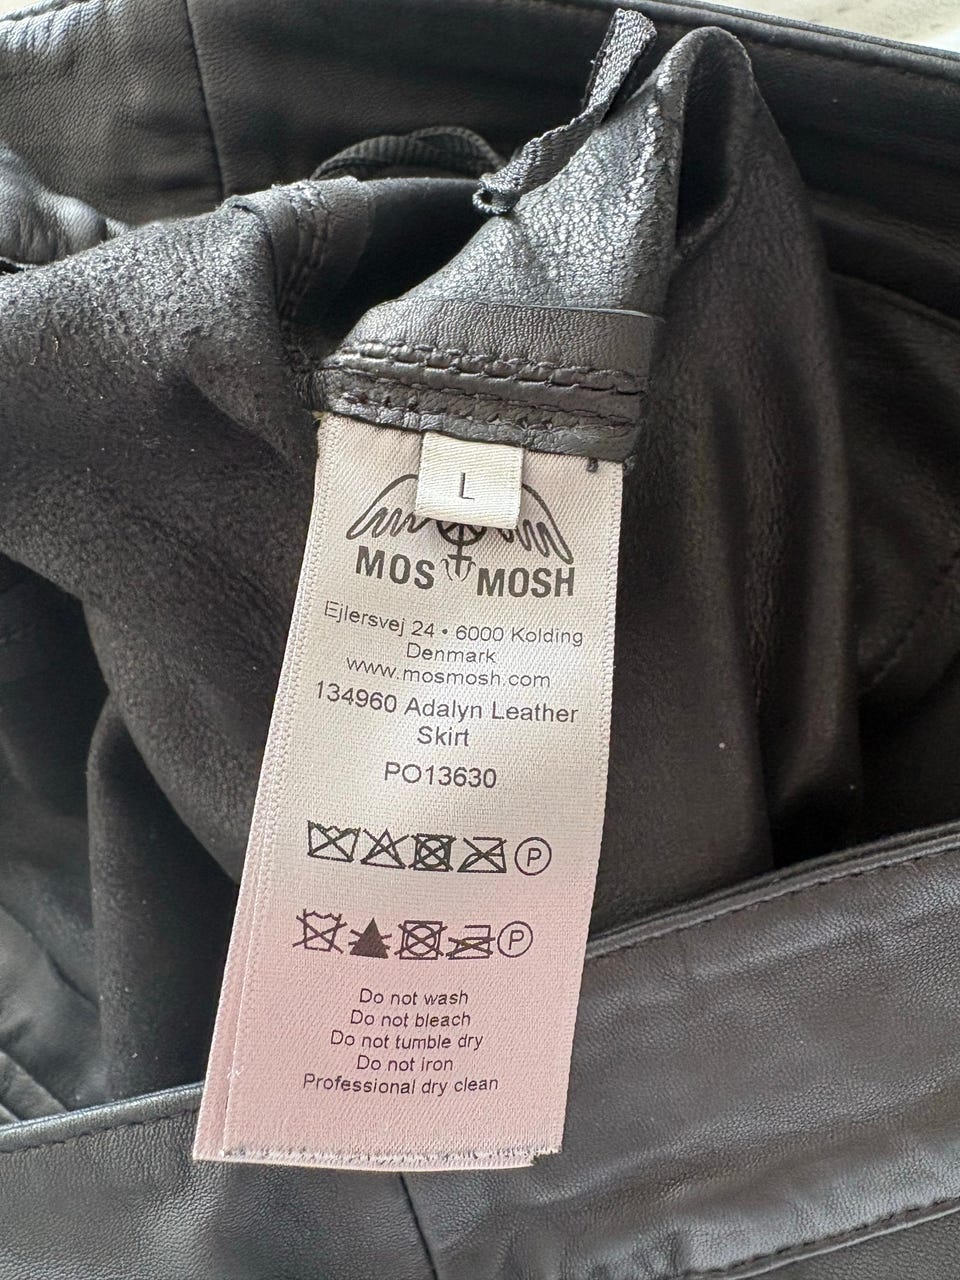 L
MOS MOSH
Ejlersvej 24 • 6000 Kolding
Denmark
www.mosmosh.com
134960 Adalyn Leather
Skirt
PO13630
P
P
Do not wash
Do not bleach
Do not tumble dry
Do not iron
Professional dry clean